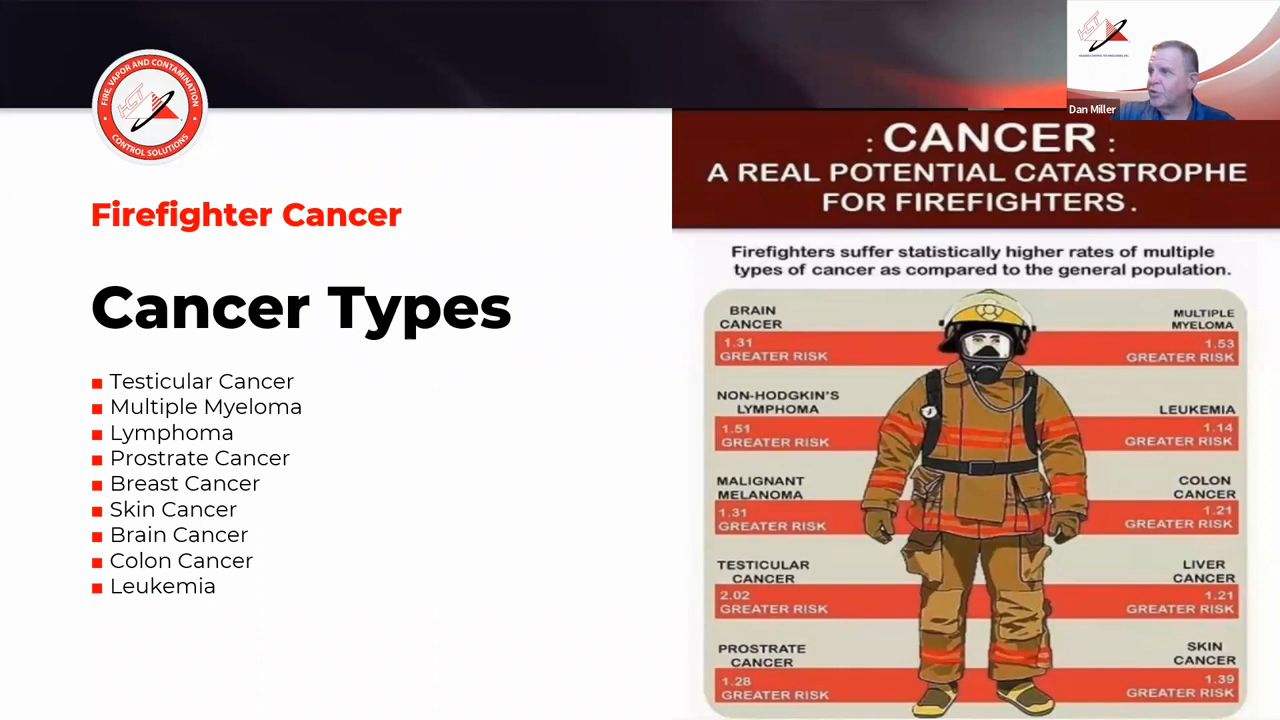 FIRE, VAPOR AND CONTAMINATION
HCT
CONTROL SOLUTIONS
Firefighter Cancer
Cancer Types
Testicular Cancer
Multiple Myeloma
Lymphoma
Prostrate Cancer
Breast Cancer
Skin Cancer
Brain Cancer
Colon Cancer
Leukemia
HCT
Dan Miller
: CANCER :
A REAL POTENTIAL CATASTROPHE
FOR FIREFIGHTERS.
Firefighters suffer statistically higher rates of multiple
types of cancer as compared to the general population.
BRAIN
CANCER
1.31
GREATER RISK
MULTIPLE
MYELOMA
1.53
GREATER RISK
NON-HODGKIN'S
LYMPHOMA
1.51
GREATER RISK
LEUKEMIA
1.14
GREATER RISK
MALIGNANT
MELANOMA
1.31
GREATER RISK
COLON
CANCER
1.21
GREATER RISK
TESTICULAR
CANCER
2.02
GREATER RISK
LIVER
CANCER
1.21
GREATER RISK
PROSTRATE
CANCER
1.28
GREATER RISK
SKIN
CANCER
1.39
GREATER RISK